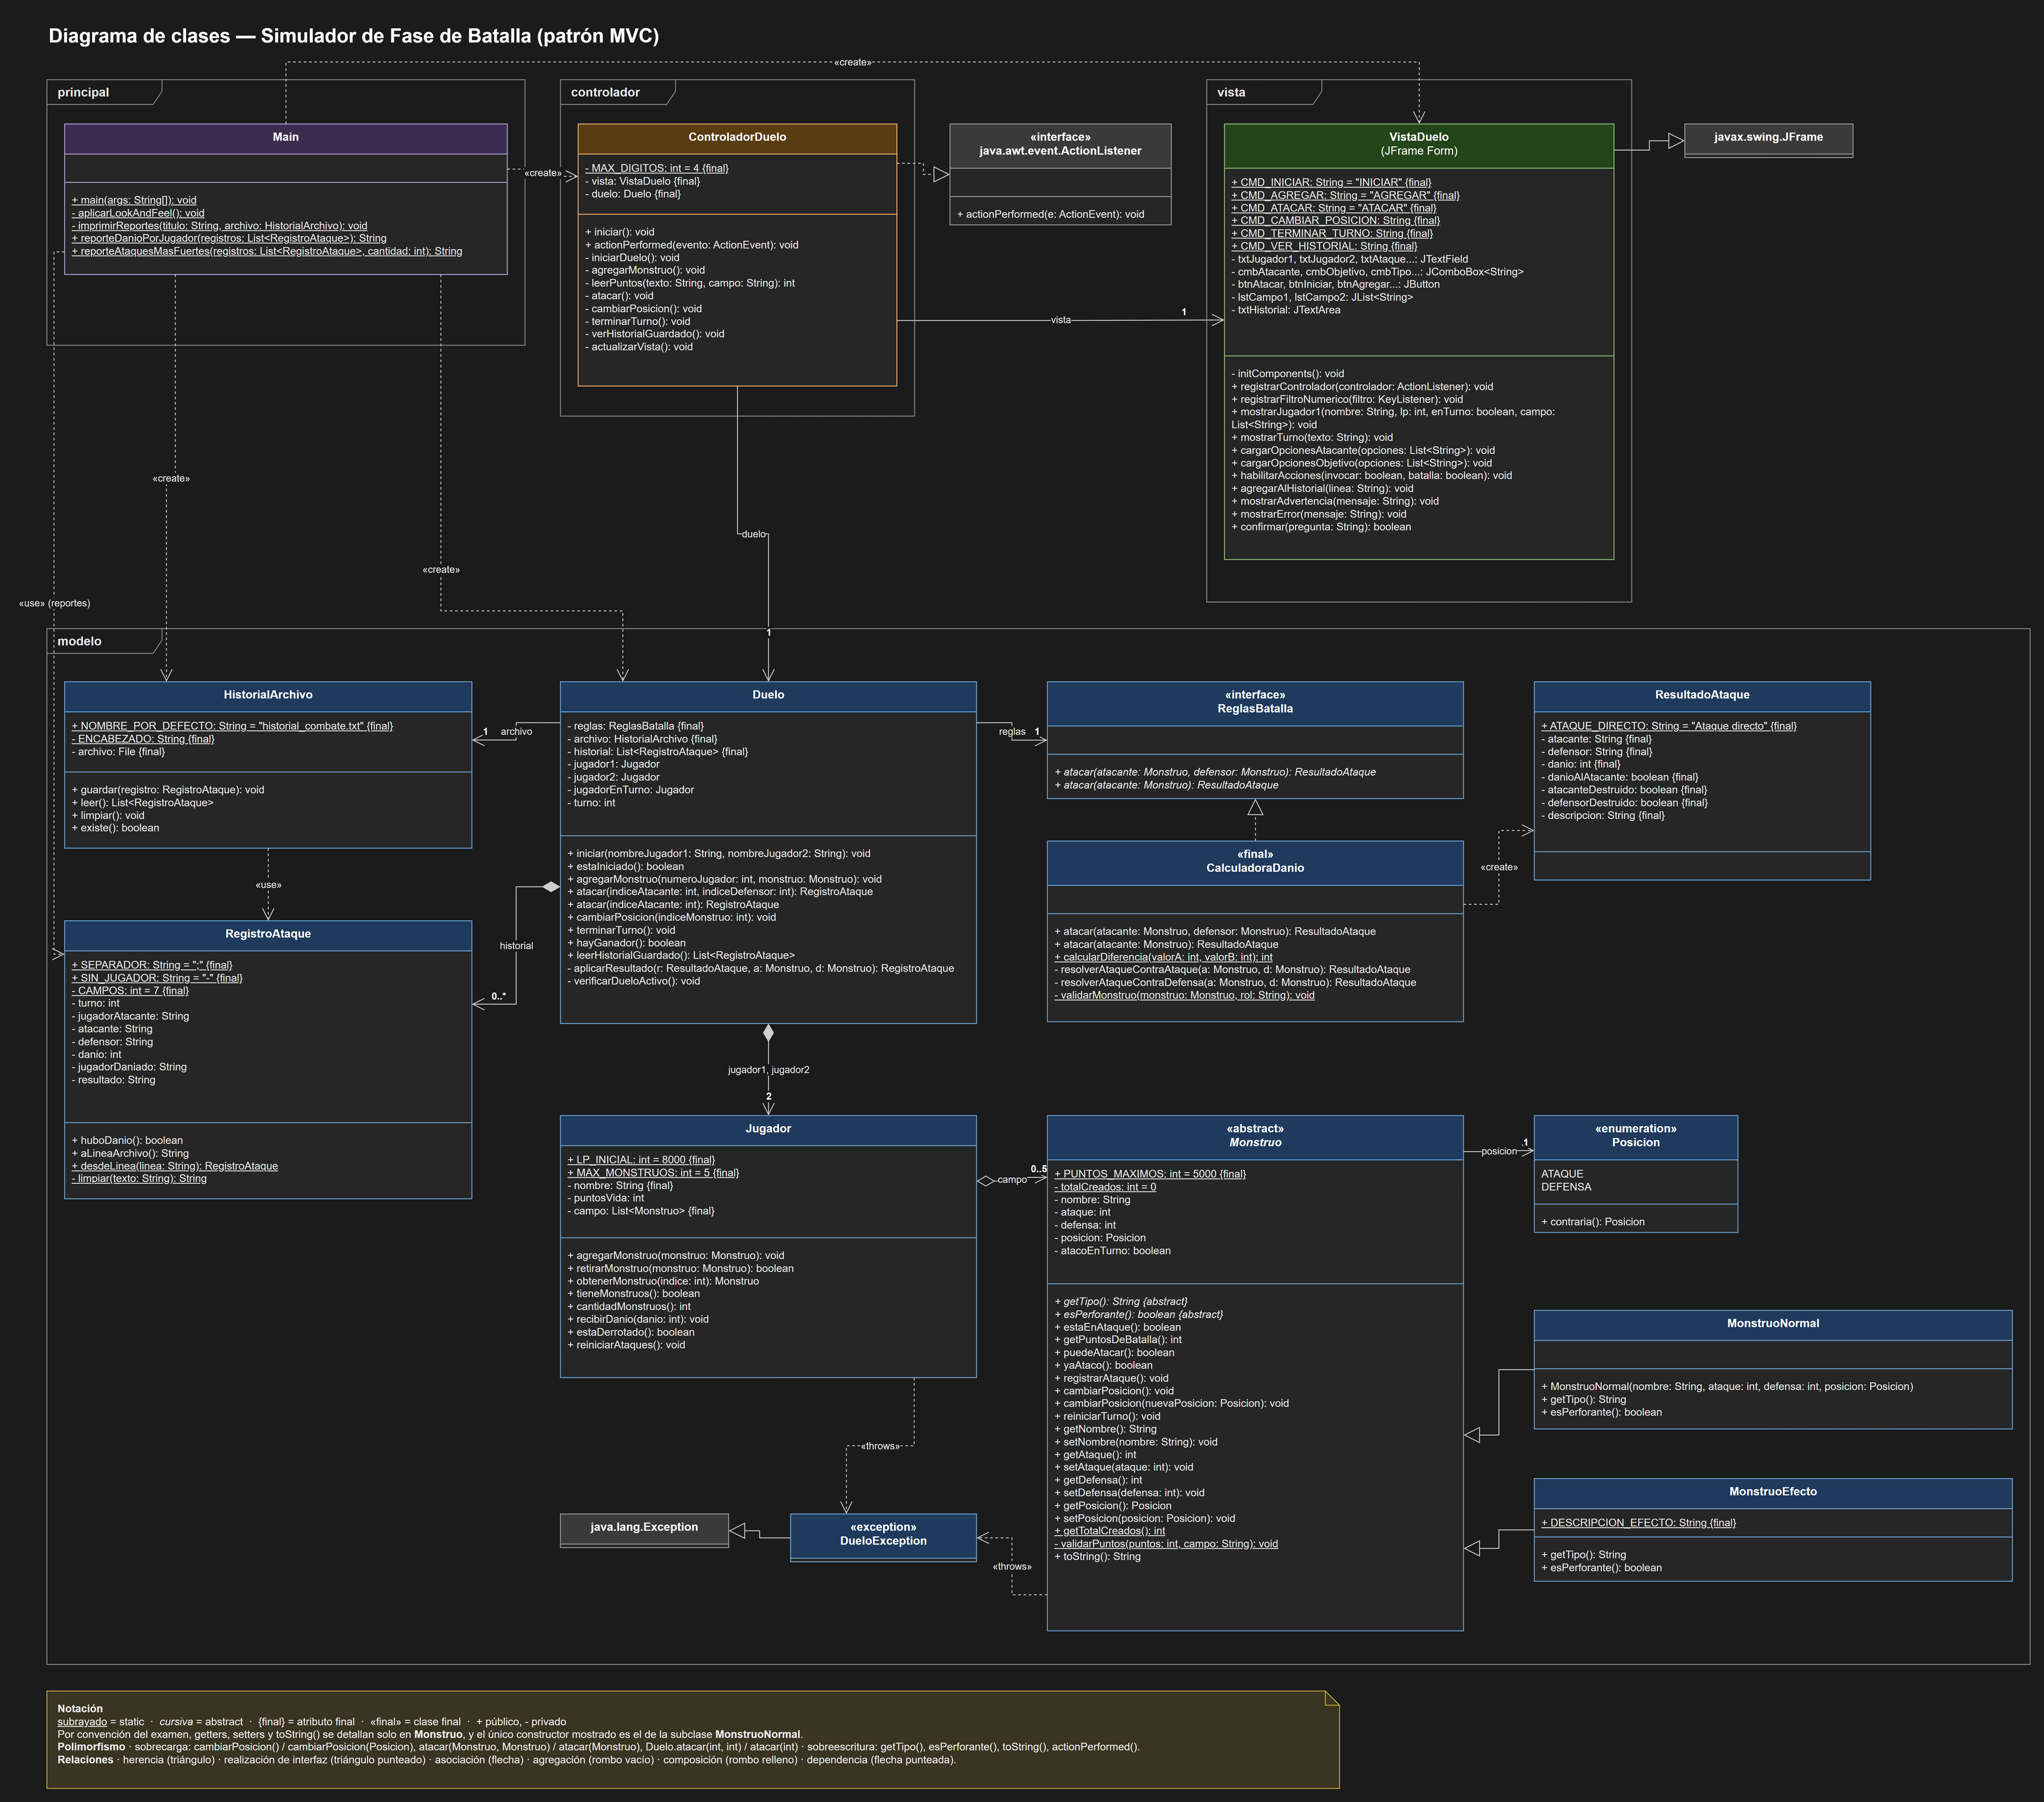 Diagrama de clases — Simulador de Fase de Batalla (patrón MVC)
«create»
principal
Main
+ main(args: String[]): void
- aplicarLookAndFeel(): void
- imprimirReportes(titulo: String, archivo: HistorialArchivo): void
+ reporteDanioPorJugador(registros: List<RegistroAtaque>): String
+ reporteAtaquesMasFuertes(registros: List<RegistroAtaque>, cantidad: int): String
«create»
controlador
ControladorDuelo
- MAX_DIGITOS: int = 4 {final}
- vista: VistaDuelo {final}
- duelo: Duelo {final}
+ iniciar(): void
+ actionPerformed(evento: ActionEvent): void
- iniciarDuelo(): void
- agregarMonstruo(): void
- leerPuntos(texto: String, campo: String): int
- atacar(): void
- cambiarPosicion(): void
- terminarTurno(): void
- verHistorialGuardado(): void
- actualizarVista(): void
«interface»
java.awt.event.ActionListener
+ actionPerformed(e: ActionEvent): void
vista
1
vista
VistaDuelo
(JFrame Form)
+ CMD_INICIAR: String = "INICIAR" {final}
+ CMD_AGREGAR: String = "AGREGAR" {final}
+ CMD_ATACAR: String = "ATACAR" {final}
+ CMD_CAMBIAR_POSICION: String {final}
+ CMD_TERMINAR_TURNO: String {final}
+ CMD_VER_HISTORIAL: String {final}
- txtJugador1, txtJugador2, txtAtaque...: JTextField
- cmbAtacante, cmbObjetivo, cmbTipo...: JComboBox<String>
- btnAtacar, btnIniciar, btnAgregar...: JButton
- lstCampo1, lstCampo2: JList<String>
- txtHistorial: JTextArea
- initComponents(): void
+ registrarControlador(controlador: ActionListener): void
+ registrarFiltroNumerico(filtro: KeyListener): void
+ mostrarJugador1(nombre: String, lp: int, enTurno: boolean, campo:
List<String>): void
+ mostrarTurno(texto: String): void
+ cargarOpcionesAtacante(opciones: List<String>): void
+ cargarOpcionesObjetivo(opciones: List<String>): void
+ habilitarAcciones(invocar: boolean, batalla: boolean): void
+ agregarAlHistorial(linea: String): void
+ mostrarAdvertencia(mensaje: String): void
+ mostrarError(mensaje: String): void
+ confirmar(pregunta: String): boolean
javax.swing.JFrame
«create»
duelo
«create»
«use» (reportes)
1
modelo
HistorialArchivo
+ NOMBRE_POR_DEFECTO: String = "historial_combate.txt" {final}
- ENCABEZADO: String {final}
- archivo: File {final}
+ guardar(registro: RegistroAtaque): void
+ leer(): List<RegistroAtaque>
+ limpiar(): void
+ existe(): boolean
1 archivo
«use»
RegistroAtaque
+ SEPARADOR: String = ";" {final}
+ SIN_JUGADOR: String = "-" {final}
- CAMPOS: int = 7 {final}
- turno: int
- jugadorAtacante: String
- atacante: String
- defensor: String
- danio: int
- jugadorDaniado: String
- resultado: String
+ huboDanio(): boolean
+ aLineaArchivo(): String
+ desdeLinea(linea: String): RegistroAtaque
- limpiar(texto: String): String
historial
0..*
Duelo
- reglas: ReglasBatalla {final}
- archivo: HistorialArchivo {final}
- historial: List<RegistroAtaque> {final}
- jugador1: Jugador
- jugador2: Jugador
- jugadorEnTurno: Jugador
- turno: int
+ iniciar(nombreJugador1: String, nombreJugador2: String): void
+ estaIniciado(): boolean
+ agregarMonstruo(numeroJugador: int, monstruo: Monstruo): void
+ atacar(indiceAtacante: int, indiceDefensor: int): RegistroAtaque
+ atacar(indiceAtacante: int): RegistroAtaque
+ cambiarPosicion(indiceMonstruo: int): void
+ terminarTurno(): void
+ hayGanador(): boolean
+ leerHistorialGuardado(): List<RegistroAtaque>
- aplicarResultado(r: ResultadoAtaque, a: Monstruo, d: Monstruo): RegistroAtaque
- verificarDueloActivo(): void
reglas 1
«interface»
ReglasBatalla
+ atacar(atacante: Monstruo, defensor: Monstruo): ResultadoAtaque
+ atacar(atacante: Monstruo): ResultadoAtaque
«final»
CalculadoraDanio
+ atacar(atacante: Monstruo, defensor: Monstruo): ResultadoAtaque
+ atacar(atacante: Monstruo): ResultadoAtaque
+ calcularDiferencia(valorA: int, valorB: int): int
- resolverAtaqueContraAtaque(a: Monstruo, d: Monstruo): ResultadoAtaque
- resolverAtaqueContraDefensa(a: Monstruo, d: Monstruo): ResultadoAtaque
- validarMonstruo(monstruo: Monstruo, rol: String): void
«create»
ResultadoAtaque
+ ATAQUE_DIRECTO: String = "Ataque directo" {final}
- atacante: String {final}
- defensor: String {final}
- danio: int {final}
- danioAlAtacante: boolean {final}
- atacanteDestruido: boolean {final}
- defensorDestruido: boolean {final}
- descripcion: String {final}
jugador1, jugador2
2
Jugador
+ LP_INICIAL: int = 8000 {final}
+ MAX_MONSTRUOS: int = 5 {final}
- nombre: String {final}
- puntosVida: int
- campo: List<Monstruo> {final}
+ agregarMonstruo(monstruo: Monstruo): void
+ retirarMonstruo(monstruo: Monstruo): boolean
+ obtenerMonstruo(indice: int): Monstruo
+ tieneMonstruos(): boolean
+ cantidadMonstruos(): int
+ recibirDanio(danio: int): void
+ estaDerrotado(): boolean
+ reiniciarAtaques(): void
0..5
campo
«abstract»
Monstruo
+ PUNTOS_MAXIMOS: int = 5000 {final}
- totalCreados: int = 0
- nombre: String
- ataque: int
- defensa: int
- posicion: Posicion
- atacoEnTurno: boolean
+ getTipo(): String {abstract}
+ esPerforante(): boolean {abstract}
+ estaEnAtaque(): boolean
+ getPuntosDeBatalla(): int
+ puedeAtacar(): boolean
+ yaAtaco(): boolean
+ registrarAtaque(): void
+ cambiarPosicion(): void
+ cambiarPosicion(nuevaPosicion: Posicion): void
+ reiniciarTurno(): void
+ getNombre(): String
+ setNombre(nombre: String): void
+ getAtaque(): int
+ setAtaque(ataque: int): void
+ getDefensa(): int
+ setDefensa(defensa: int): void
+ getPosicion(): Posicion
+ setPosicion(posicion: Posicion): void
+ getTotalCreados(): int
- validarPuntos(puntos: int, campo: String): void
+ toString(): String
.1
posicion
«enumeration»
Posicion
ATAQUE
DEFENSA
+ contraria(): Posicion
MonstruoNormal
+ MonstruoNormal(nombre: String, ataque: int, defensa: int, posicion: Posicion)
+ getTipo(): String
+ esPerforante(): boolean
MonstruoEfecto
+ DESCRIPCION_EFECTO: String {final}
+ getTipo(): String
+ esPerforante(): boolean
«throws»
java.lang.Exception
«exception»
DueloException
«throws»
Notación
subrayado = static · cursiva = abstract · {final} = atributo final · «final» = clase final · + público, - privado
Por convención del examen, getters, setters y toString() se detallan solo en Monstruo, y el único constructor mostrado es el de la subclase MonstruoNormal.
Polimorfismo · sobrecarga: cambiarPosicion() / cambiarPosicion(Posicion), atacar(Monstruo, Monstruo) / atacar(Monstruo), Duelo.atacar(int, int) / atacar(int) · sobreescritura: getTipo(), esPerforante(), toString(), actionPerformed().
Relaciones · herencia (triángulo) · realización de interfaz (triángulo punteado) · asociación (flecha) · agregación (rombo vacío) · composición (rombo relleno) · dependencia (flecha punteada).